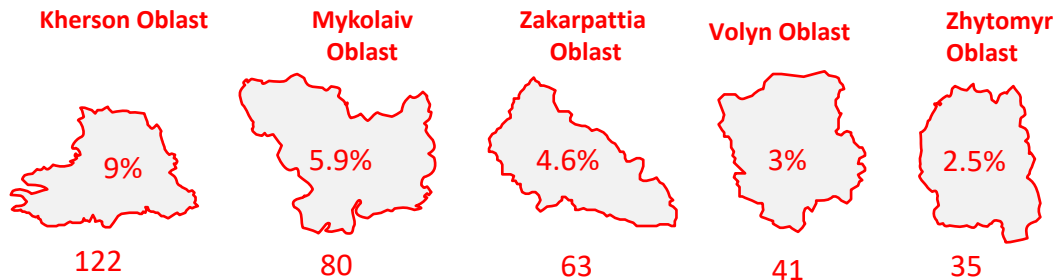 Kherson Oblast
Mykolaiv
Oblast
Zakarpattia
Oblast
Volyn Oblast
Zhytomyr
Oblast
9%
5.9%
4.6%
3%
2.5%
122
80
63
41
35